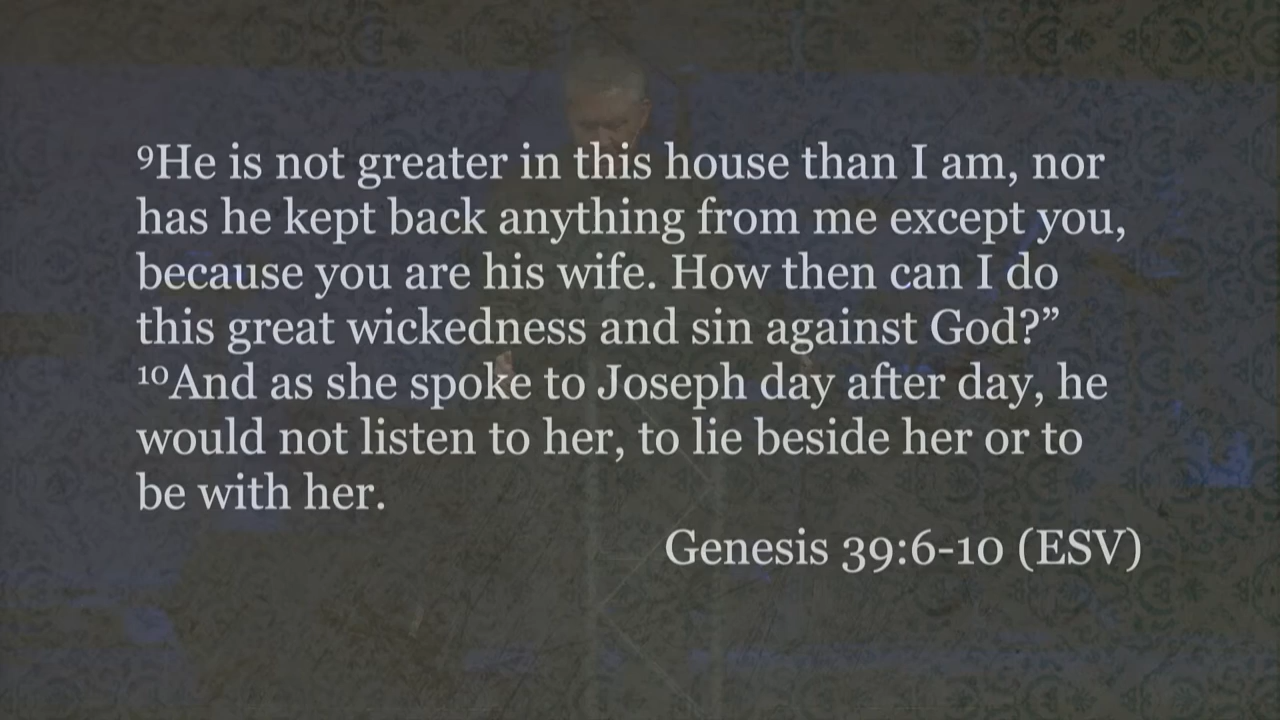 ⁹He is not greater in this house than I am, nor
has he kept back anything from me except you,
because you are his wife. How then can I do
this great wickedness and sin against God?”
¹⁰And as she spoke to Joseph day after day, he
would not listen to her, to lie beside her or to
be with her.
Genesis 39:6-10 (ESV)